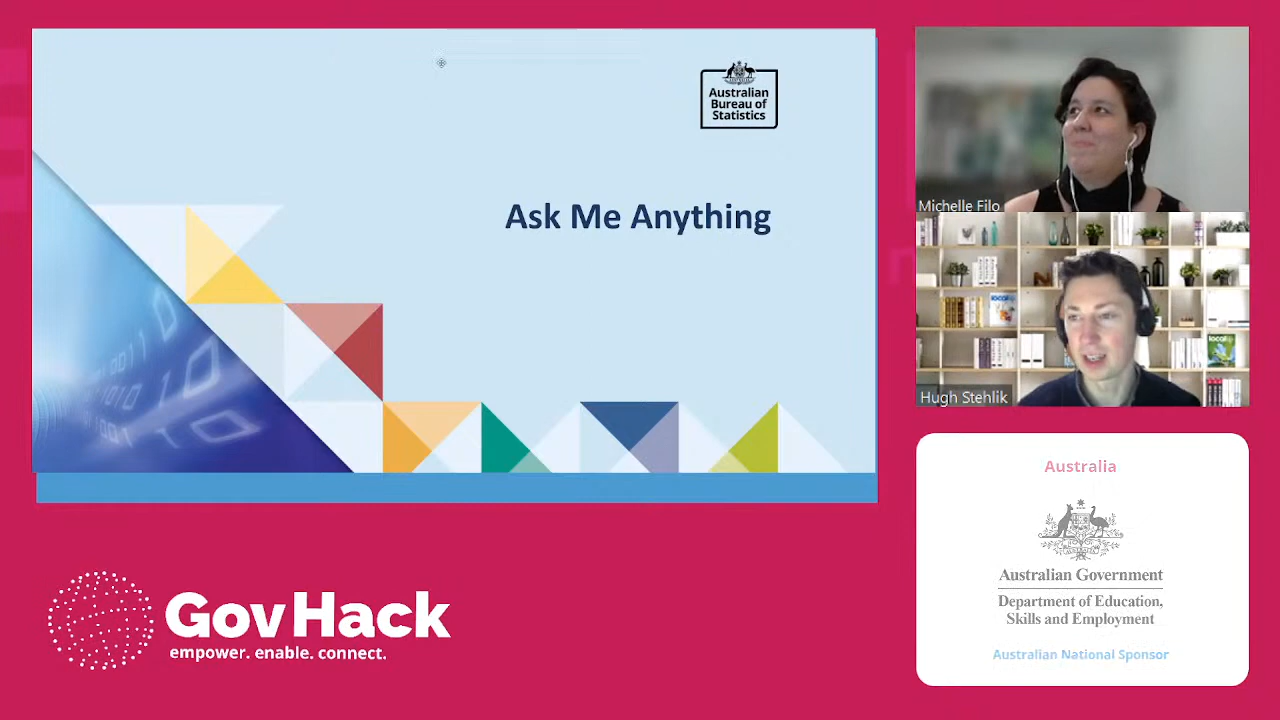 Australian
Bureau of
Statistics
Ask Me Anything
Michelle Filo
Hugh Stehlik
Australia
Australian Government
Department of Education,
Skills and Employment
Australian National Sponsor
GovHack
empower. enable. connect.